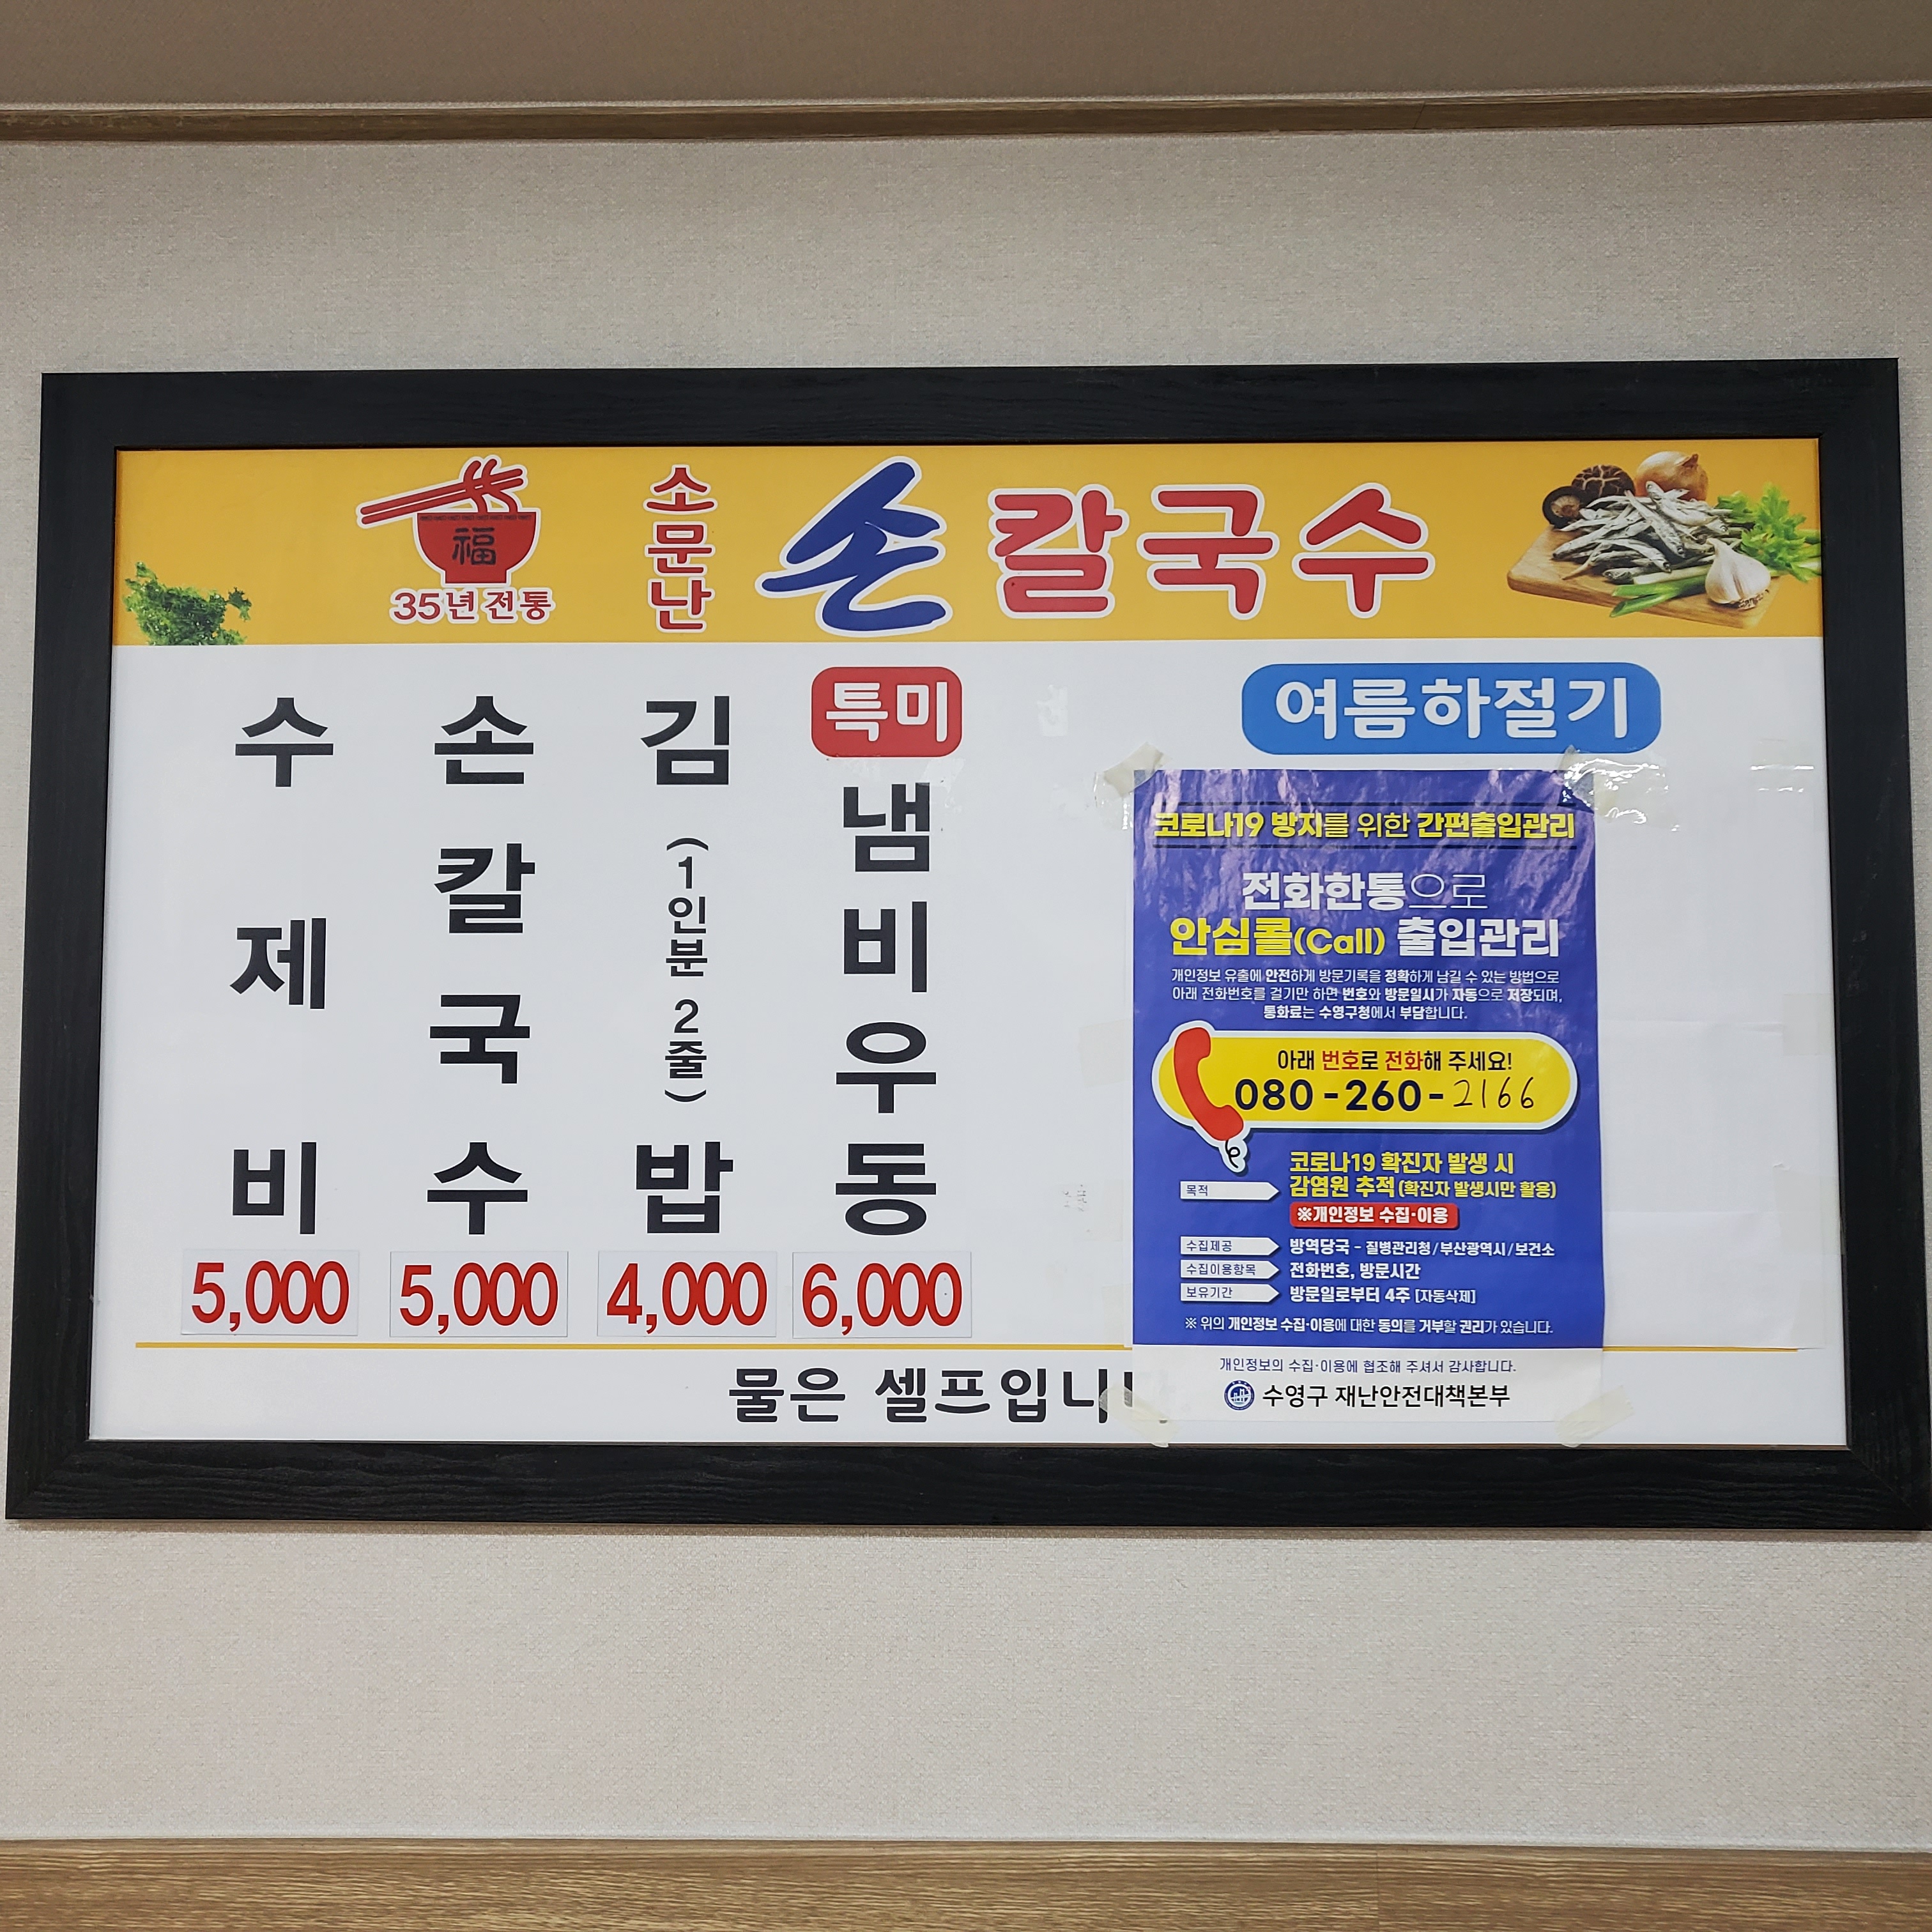 福
35년 전통
소문난
손칼국수
수제비
5,000
손칼국수
5,000
김(1인분 2줄)밥
4,000
특미
냄비우동
6,000
여름하절기
코로나19 방지를 위한 간편출입관리
전화한통으로
안심콜(Call) 출입관리
개인정보 유출에 안전하게 방문기록을 정확하게 남길 수 있는 방법으로
아래 전화번호를 걸기만 하면 번호와 방문일시가 자동으로 저장되며,
통화료는 수영구청에서 부담합니다.
아래 번호로 전화해 주세요!
080-260-2166
목적
코로나19 확진자 발생 시
감염원 추적(확진자 발생시만 활용)
※개인정보 수집·이용
수집제공 방역당국 - 질병관리청/부산광역시/보건소
수집이용항목 전화번호, 방문시간
보유기간 방문일로부터 4주 [자동삭제]
※ 위의 개인정보 수집·이용에 대한 동의를 거부할 권리가 있습니다.
개인정보의 수집·이용에 협조해 주셔서 감사합니다.
수영구 재난안전대책본부
물은 셀프입니